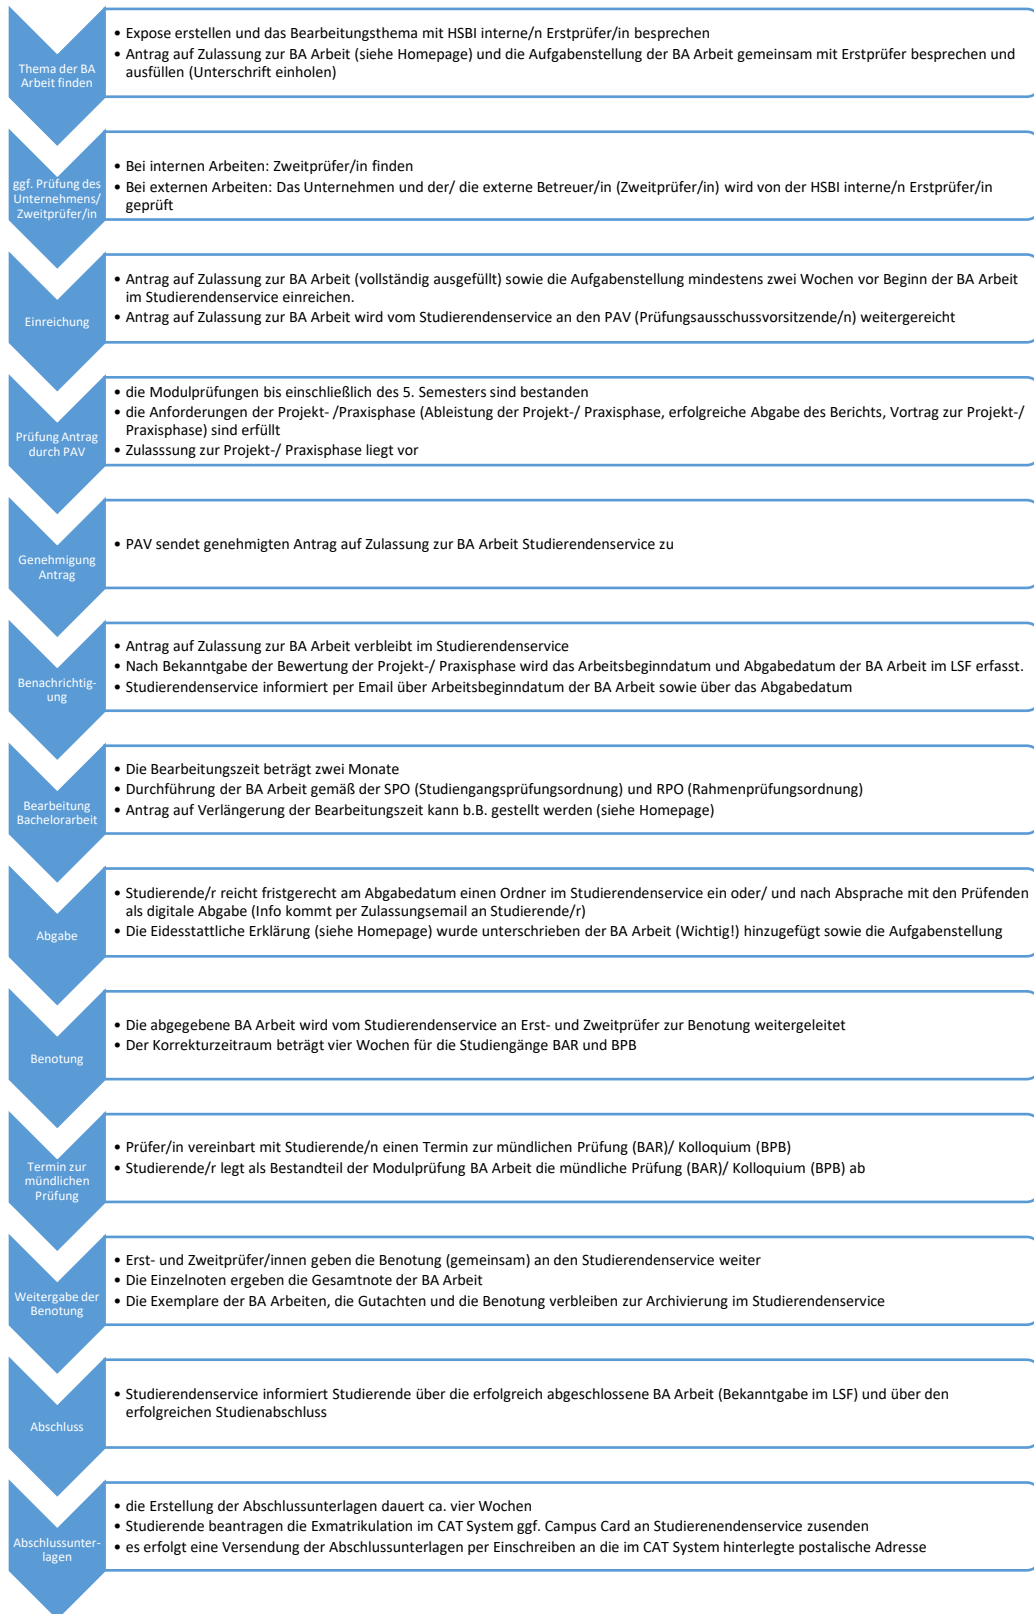 Thema der BA
Arbeit finden
• Expose erstellen und das Bearbeitungsthema mit HSBI interne/n Erstprüfer/in besprechen
• Antrag auf Zulassung zur BA Arbeit (siehe Homepage) und die Aufgabenstellung der BA Arbeit gemeinsam mit Erstprüfer besprechen und
ausfüllen (Unterschrift einholen)
ggf. Prüfung des
Unternehmens/
Zweitprüfer/in
• Bei internen Arbeiten: Zweitprüfer/in finden
• Bei externen Arbeiten: Das Unternehmen und der/ die externe Betreuer/in (Zweitprüfer/in) wird von der HSBI interne/n Erstprüfer/in
geprüft
Einreichung
• Antrag auf Zulassung zur BA Arbeit (vollständig ausgefüllt) sowie die Aufgabenstellung mindestens zwei Wochen vor Beginn der BA Arbeit
im Studierendenservice einreichen.
• Antrag auf Zulassung zur BA Arbeit wird vom Studierendenservice an den PAV (Prüfungsausschussvorsitzende/n) weitergereicht
Prüfung Antrag
durch PAV
• die Modulprüfungen bis einschließlich des 5. Semesters sind bestanden
• die Anforderungen der Projekt- /Praxisphase (Ableistung der Projekt-/ Praxisphase, erfolgreiche Abgabe des Berichts, Vortrag zur Projekt-/
Praxisphase) sind erfüllt
• Zulasssung zur Projekt-/ Praxisphase liegt vor
Genehmigung
Antrag
• PAV sendet genehmigten Antrag auf Zulassung zur BA Arbeit Studierendenservice zu
Benachrichtig-
ung
• Antrag auf Zulassung zur BA Arbeit verbleibt im Studierendenservice
• Nach Bekanntgabe der Bewertung der Projekt-/ Praxisphase wird das Arbeitsbeginndatum und Abgabedatum der BA Arbeit im LSF erfasst.
• Studierendenservice informiert per Email über Arbeitsbeginndatum der BA Arbeit sowie über das Abgabedatum
Bearbeitung
Bachelorarbeit
• Die Bearbeitungszeit beträgt zwei Monate
• Durchführung der BA Arbeit gemäß der SPO (Studiengangsprüfungsordnung) und RPO (Rahmenprüfungsordnung)
• Antrag auf Verlängerung der Bearbeitungszeit kann b.B. gestellt werden (siehe Homepage)
Abgabe
• Studierende/r reicht fristgerecht am Abgabedatum einen Ordner im Studierendenservice ein oder/ und nach Absprache mit den Prüfenden
als digitale Abgabe (Info kommt per Zulassungsemail an Studierende/r)
• Die Eidesstattliche Erklärung (siehe Homepage) wurde unterschrieben der BA Arbeit (Wichtig!) hinzugefügt sowie die Aufgabenstellung
Benotung
• Die abgegebene BA Arbeit wird vom Studierendenservice an Erst- und Zweitprüfer zur Benotung weitergeleitet
• Der Korrekturzeitraum beträgt vier Wochen für die Studiengänge BAR und BPB
Termin zur
mündlichen
Prüfung
• Prüfer/in vereinbart mit Studierende/n einen Termin zur mündlichen Prüfung (BAR)/ Kolloquium (BPB)
• Studierende/r legt als Bestandteil der Modulprüfung BA Arbeit die mündliche Prüfung (BAR)/ Kolloquium (BPB) ab
Weitergabe der
Benotung
• Erst- und Zweitprüfer/innen geben die Benotung (gemeinsam) an den Studierendenservice weiter
• Die Einzelnoten ergeben die Gesamtnote der BA Arbeit
• Die Exemplare der BA Arbeiten, die Gutachten und die Benotung verbleiben zur Archivierung im Studierendenservice
Abschluss
• Studierendenservice informiert Studierende über die erfolgreich abgeschlossene BA Arbeit (Bekanntgabe im LSF) und über den
erfolgreichen Studienabschluss
Abschlussunter-
lagen
• die Erstellung der Abschlussunterlagen dauert ca. vier Wochen
• Studierende beantragen die Exmatrikulation im CAT System ggf. Campus Card an Studierenendenservice zusenden
• es erfolgt eine Versendung der Abschlussunterlagen per Einschreiben an die im CAT System hinterlegte postalische Adresse